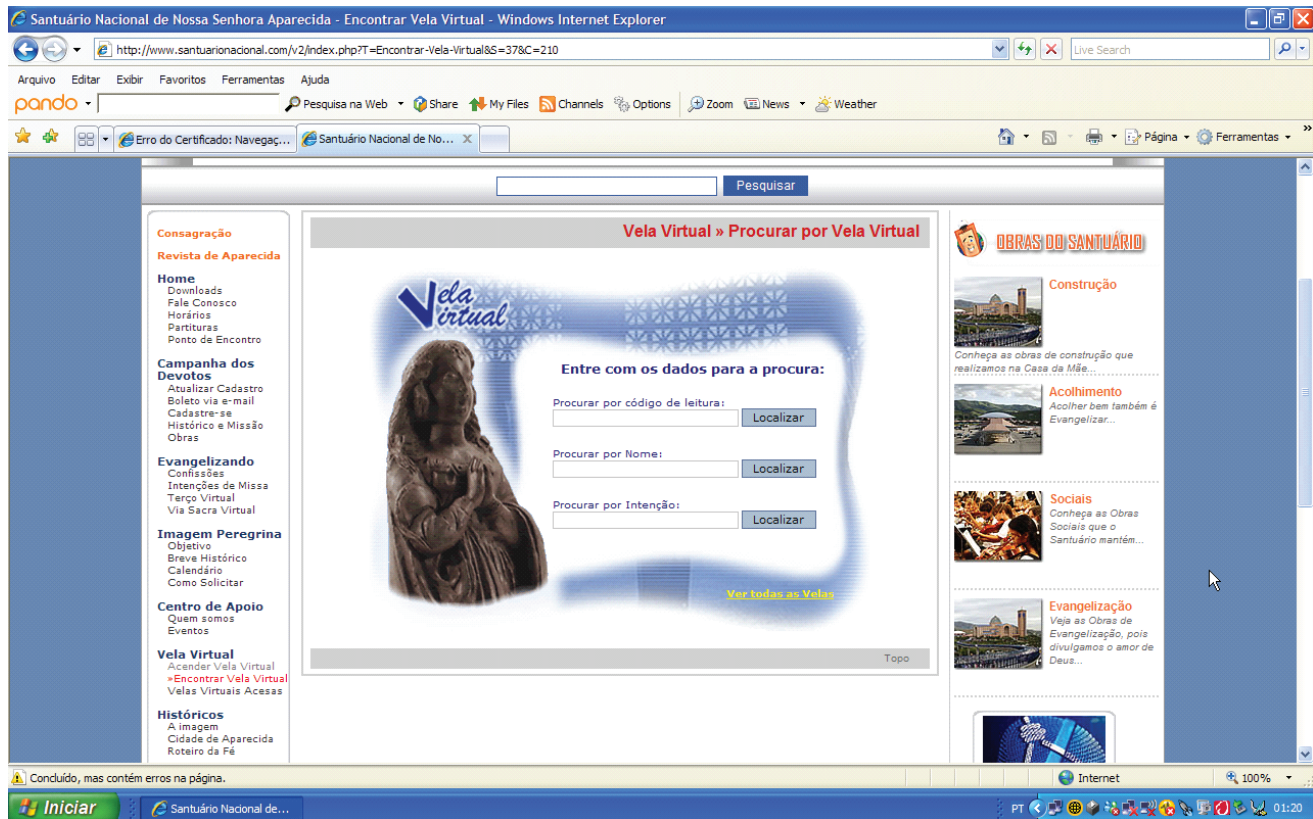 Santuário Nacional de Nossa Senhora Aparecida - Encontrar Vela Virtual - Windows Internet Explorer
http://www.santuarionacional.com/v2/index.php?T=Encontrar-Vela-Virtual&S=37&C=210
Live Search
Arquivo Editar Exibir Favoritos Ferramentas Ajuda
pando Pesquisa na Web Share My Files Channels Options Zoom News Weather
Erro do Certificado: Navegaç... Santuário Nacional de No... X Página Ferramentas »
Pesquisar
Consagração
Revista de Aparecida
Home
Downloads
Fale Conosco
Horários
Partituras
Ponto de Encontro
Campanha dos
Devotos
Atualizar Cadastro
Boleto via e-mail
Cadastre-se
Histórico e Missão
Obras
Evangelizando
Confissões
Intenções de Missa
Terço Virtual
Via Sacra Virtual
Imagem Peregrina
Objetivo
Breve Histórico
Calendário
Como Solicitar
Centro de Apoio
Quem somos
Eventos
Vela Virtual
Acender Vela Virtual
»Encontrar Vela Virtual
Velas Virtuais Acesas
Históricos
A imagem
Cidade de Aparecida
Roteiro da Fé
Vela Virtual » Procurar por Vela Virtual
Vela
Virtual
Entre com os dados para a procura:
Procurar por código de leitura:
Localizar
Procurar por Nome:
Localizar
Procurar por Intenção:
Localizar
Ver todas as Velas
Topo
OBRAS DO SANTUÁRIO
Construção
Conheça as obras de construção que
realizamos na Casa da Mãe...
Acolhimento
Acolher bem também é
Evangelizar...
Sociais
Conheça as Obras
Sociais que o
Santuário mantém...
Evangelização
Veja as Obras de
Evangelização, pois
divulgamos o amor de
Deus...
Concluído, mas contém erros na página. Internet 100%
Iniciar Santuário Nacional de... PT 01:20